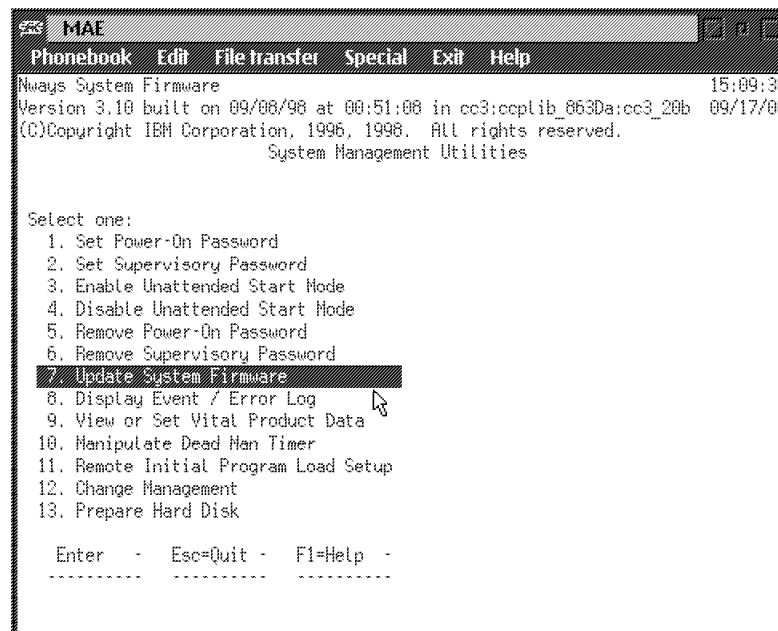 MAE
Phonebook Edit File transfer Special Exit Help
Nways System Firmware 15:09:3
Version 3.10 built on 09/08/98 at 00:51:08 in cc3:ccplib_863Da:cc3_20b 09/17/0
(C)Copyright IBM Corporation, 1996, 1998. All rights reserved.
System Management Utilities
Select one:
1. Set Power-On Password
2. Set Supervisory Password
3. Enable Unattended Start Mode
4. Disable Unattended Start Mode
5. Remove Power-On Password
6. Remove Supervisory Password
7. Update System Firmware
8. Display Event / Error Log
9. View or Set Vital Product Data
10. Manipulate Dead Man Timer
11. Remote Initial Program Load Setup
12. Change Management
13. Prepare Hard Disk
Enter - Esc=Quit - F1=Help -
---------- ---------- ----------